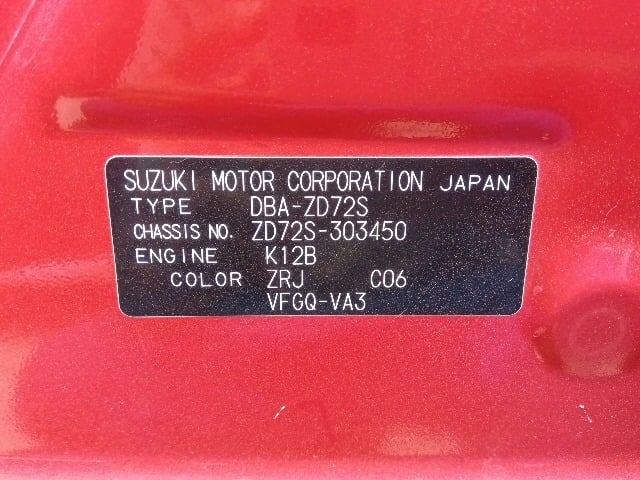 SUZUKI MOTOR CORPORATION JAPAN
TYPE DBA-ZD72S
CHASSIS NO. ZD72S-303450
ENGINE K12B
COLOR ZRJ C06
VFGQ-VA3